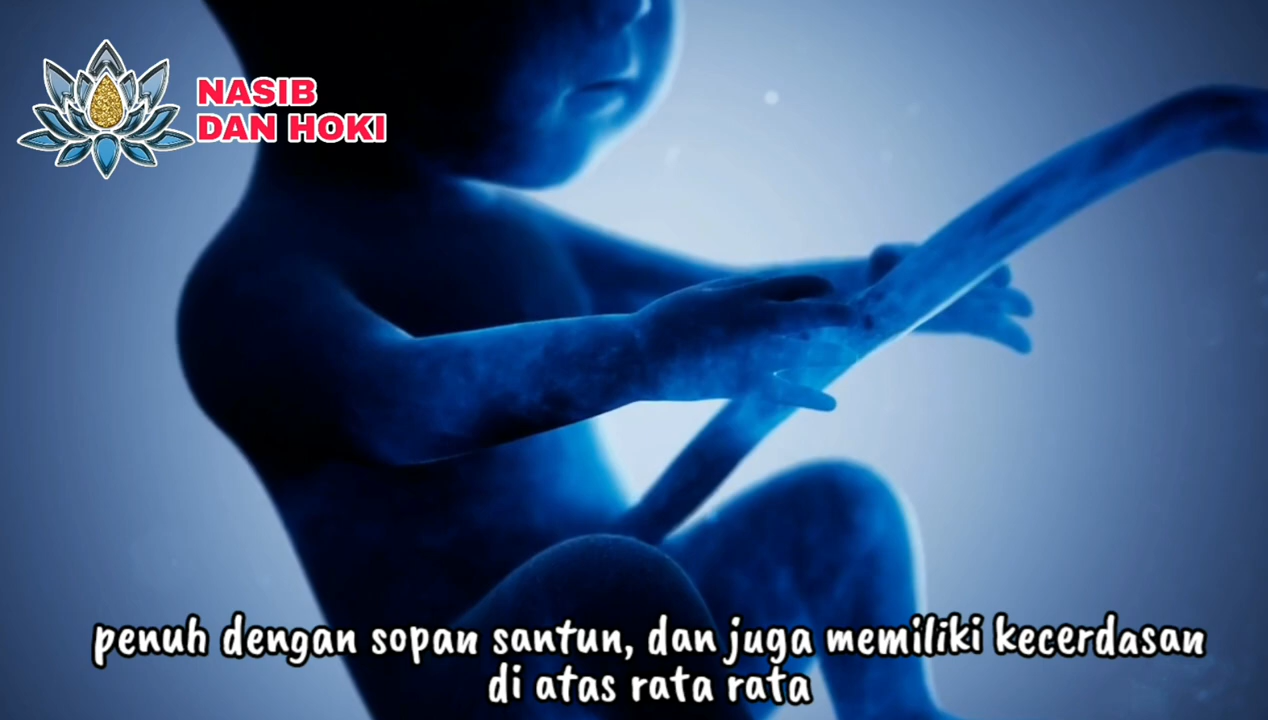 NASIB
DAN HOKI
penuh dengan sopan santun, dan juga memiliki kecerdasan
di atas rata rata